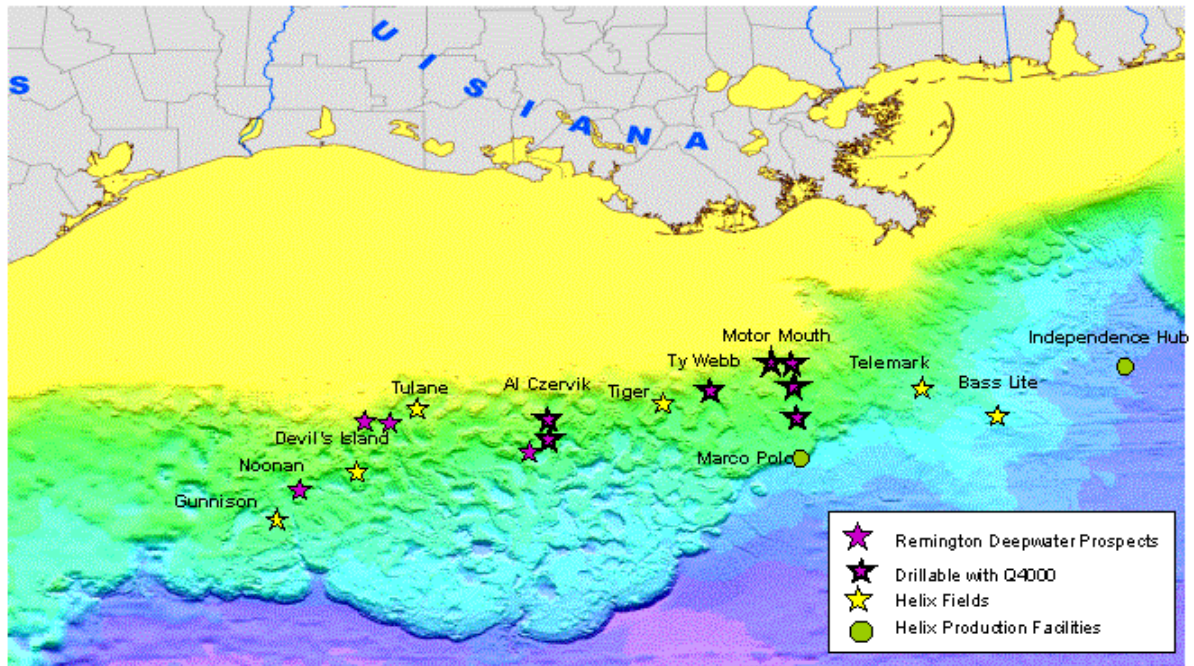 S
UISIANA
Motor Mouth
Independence Hub
Ty Webb
Telemark
Al Czervik
Bass Lite
Tulane
Tiger
Devil's Island
Noonan
Marco Polo
Gunnison
Remington Deepwater Prospects
Drillable with Q4000
Helix Fields
Helix Production Facilities